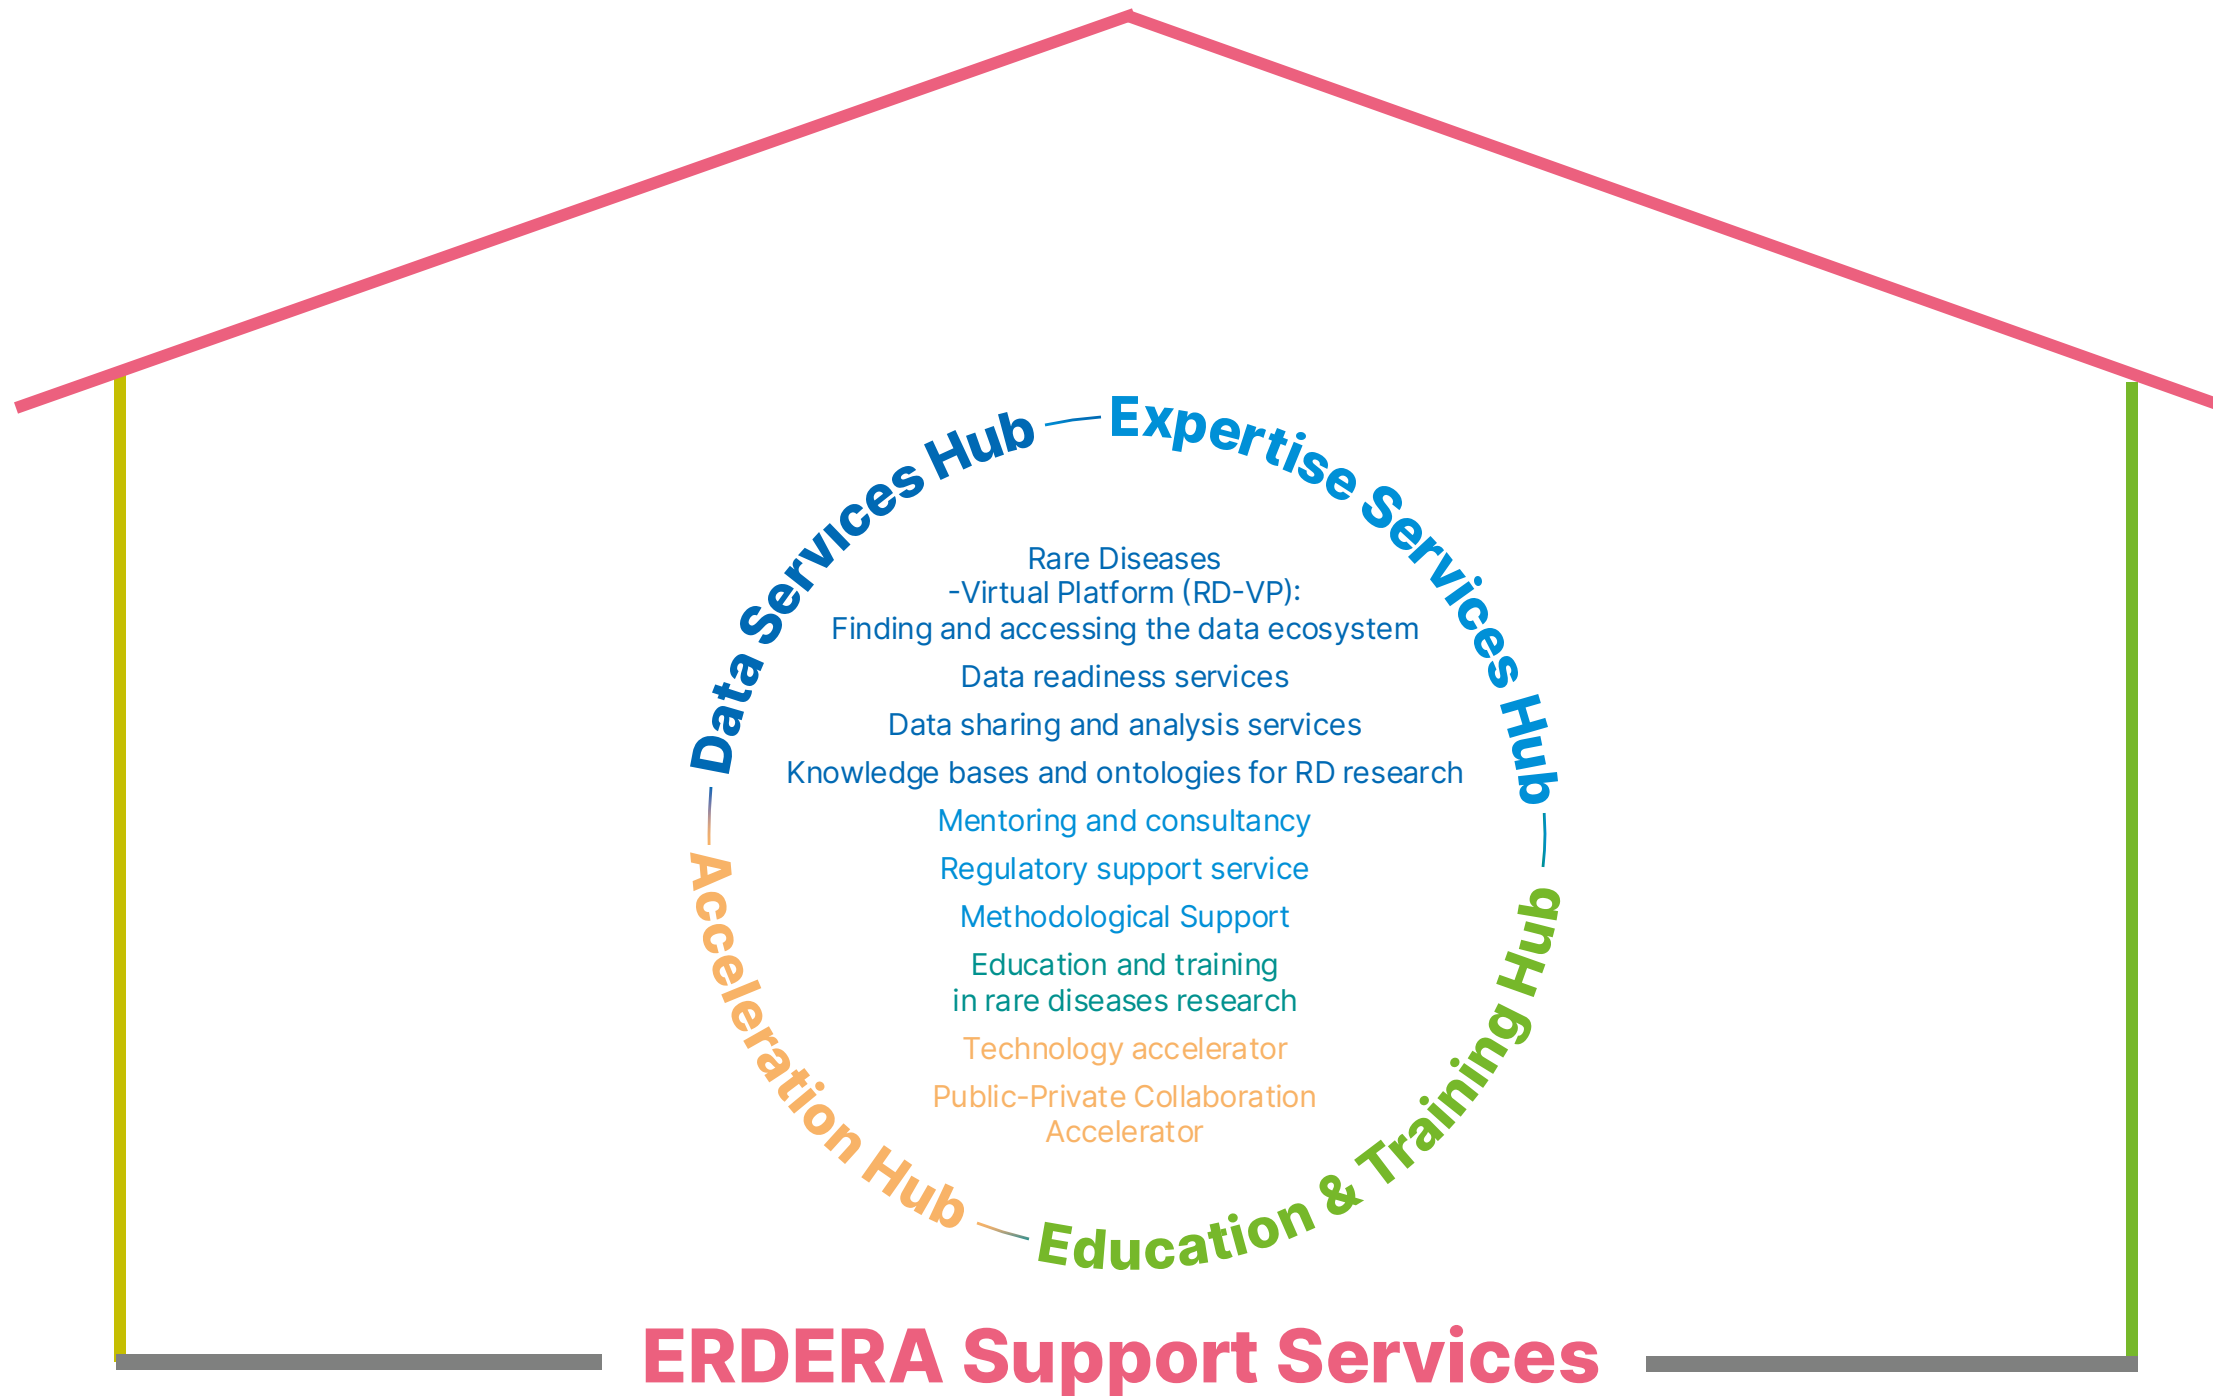 Data Services Hub
Expertise Services Hub
Rare Diseases
-Virtual Platform (RD-VP):
Finding and accessing the data ecosystem
Data readiness services
Data sharing and analysis services
Knowledge bases and ontologies for RD research
Mentoring and consultancy
Regulatory support service
Methodological Support
Education and training
in rare diseases research
Technology accelerator
Public-Private Collaboration
Accelerator
Acceleration Hub
Education & Training Hub
ERDERA Support Services